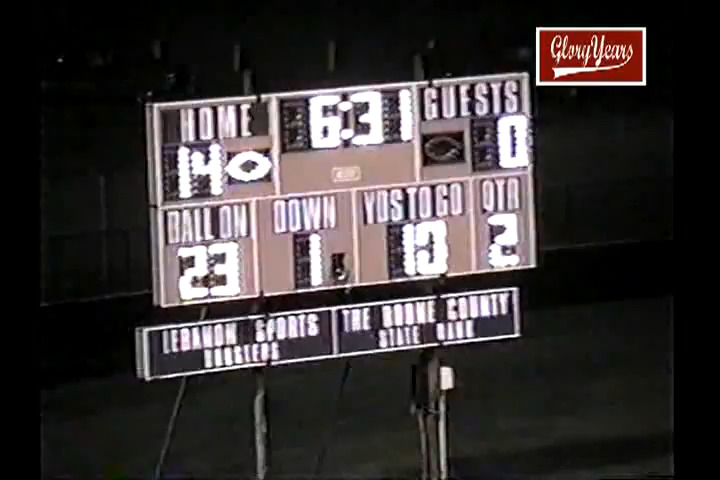 GloryYears
HOME 6:31 GUESTS
14 0
BALL ON DOWN YDS TO GO QTR
23 1 10 2
LEBANON SPORTS BOOSTERS
THE BOONE COUNTY STATE BANK